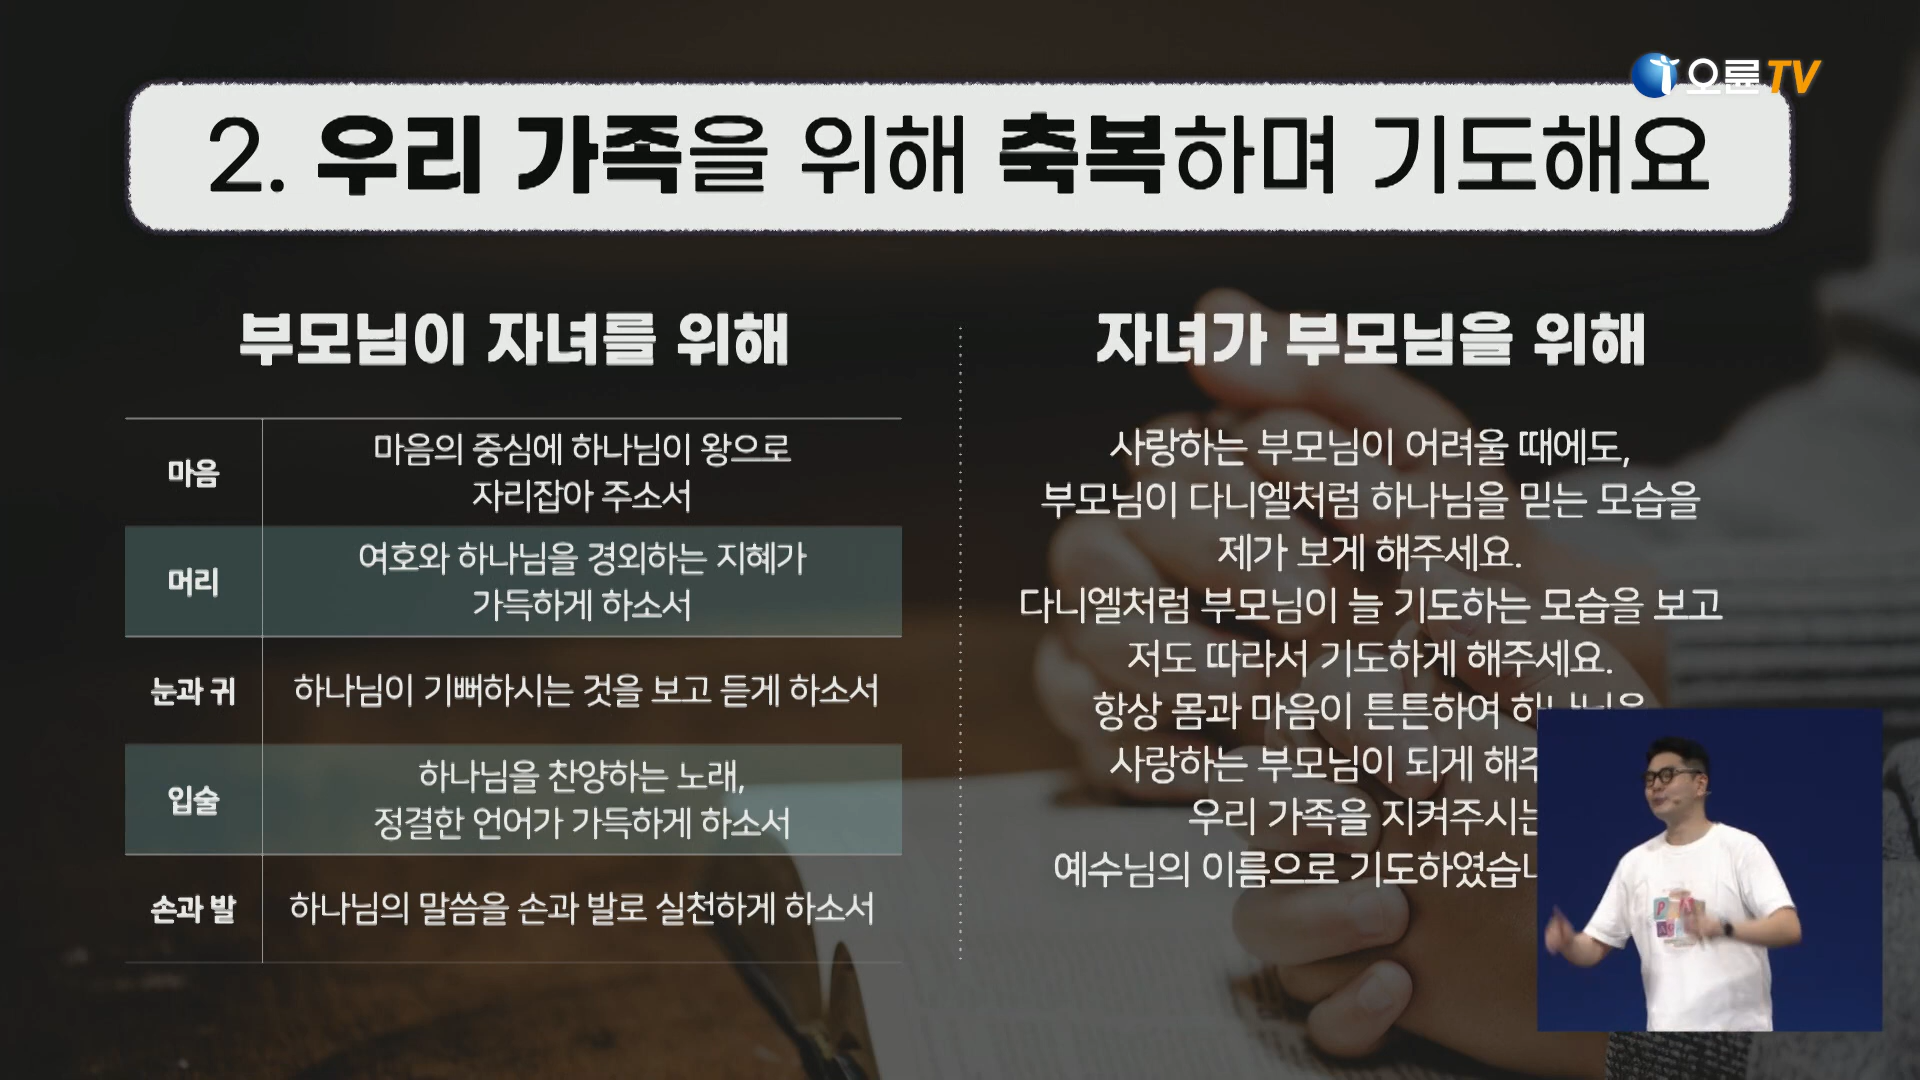 오륜TV
2. 우리 가족을 위해 축복하며 기도해요
부모님이 자녀를 위해
마음
마음의 중심에 하나님이 왕으로
자리잡아 주소서
머리
여호와 하나님을 경외하는 지혜가
가득하게 하소서
눈과 귀
하나님이 기뻐하시는 것을 보고 듣게 하소서
입술
하나님을 찬양하는 노래,
정결한 언어가 가득하게 하소서
손과 발
하나님의 말씀을 손과 발로 실천하게 하소서
자녀가 부모님을 위해
사랑하는 부모님이 어려울 때에도,
부모님이 다니엘처럼 하나님을 믿는 모습을
제가 보게 해주세요.
다니엘처럼 부모님이 늘 기도하는 모습을 보고
저도 따라서 기도하게 해주세요.
항상 몸과 마음이 튼튼하여
사랑하는 부모님이 되게
우리 가족을
예수님의 이름으로